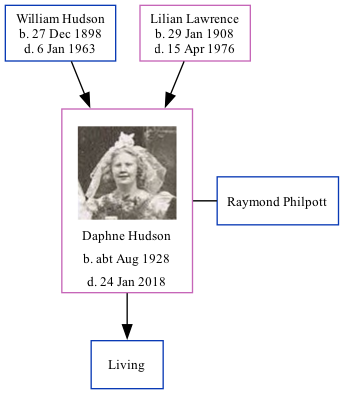 William Hudson
b. 27 Dec 1898
d. 6 Jan 1963
Lilian Lawrence
b. 29 Jan 1908
d. 15 Apr 1976
Daphne Hudson
b. abt Aug 1928
d. 24 Jan 2018
Raymond Philpott
Living